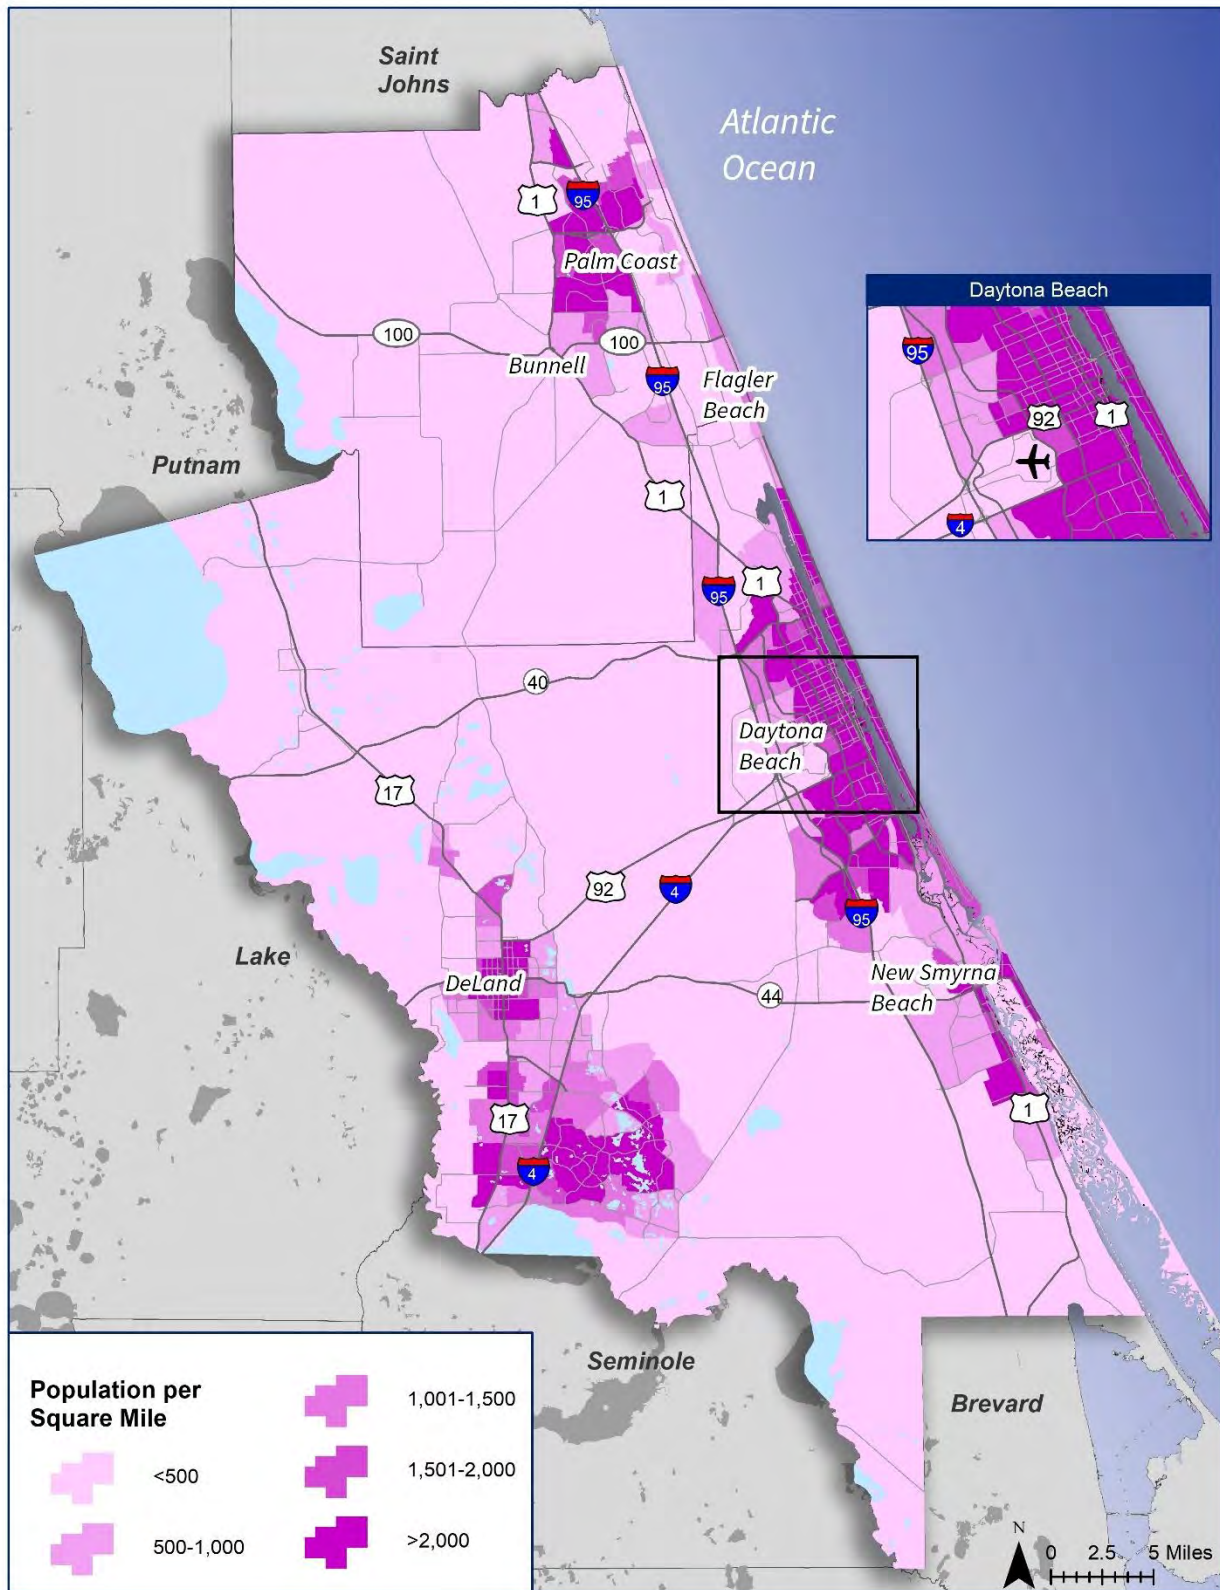 Saint
Johns
Atlantic
Ocean
1
95
Palm Coast
Daytona Beach
95
92
1
4
100
100
Bunnell
95
Flagler
Beach
Putnam
1
95
1
40
Daytona
Beach
17
92
4
95
Lake
DeLand
New Smyrna
Beach
44
17
1
4
Seminole
Brevard
Population per
Square Mile
<500
500-1,000
1,001-1,500
1,501-2,000
>2,000
N
0 2.5 5 Miles